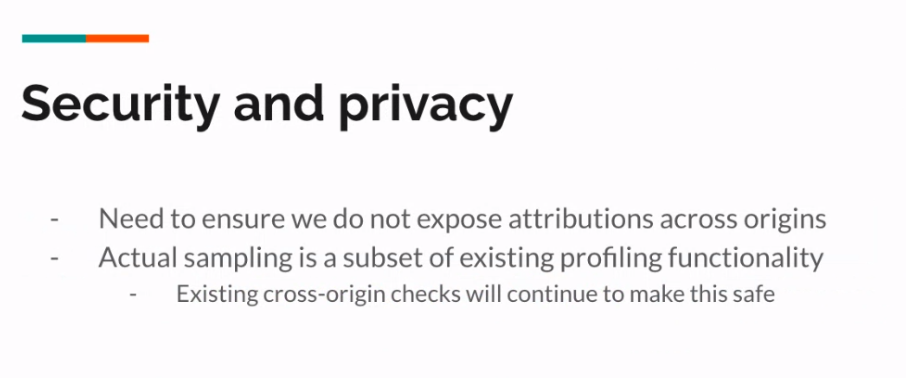 Security and privacy
- Need to ensure we do not expose attributions across origins
- Actual sampling is a subset of existing profiling functionality
- Existing cross-origin checks will continue to make this safe